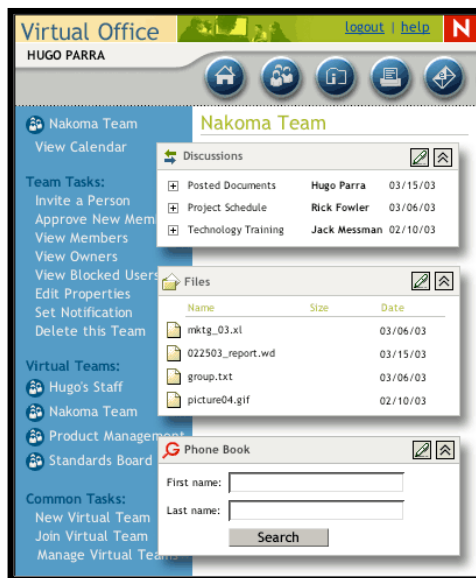 Virtual Office
logout | help
N
HUGO PARRA
Nakoma Team
View Calendar
Team Tasks:
Invite a Person
Approve New Mem
View Members
View Owners
View Blocked Users
Edit Properties
Set Notification
Delete this Team
Virtual Teams:
Hugo's Staff
Nakoma Team
Product Management
Standards Board
Common Tasks:
New Virtual Team
Join Virtual Team
Manage Virtual Teams
Nakoma Team
Discussions
Posted Documents Hugo Parra 03/15/03
Project Schedule Rick Fowler 03/06/03
Technology Training Jack Messman 02/10/03
Files
Name Size Date
mktg_03.xl 03/06/03
022503_report.wd 03/15/03
group.txt 03/06/03
picture04.gif 02/10/03
Phone Book
First name:
Last name:
Search